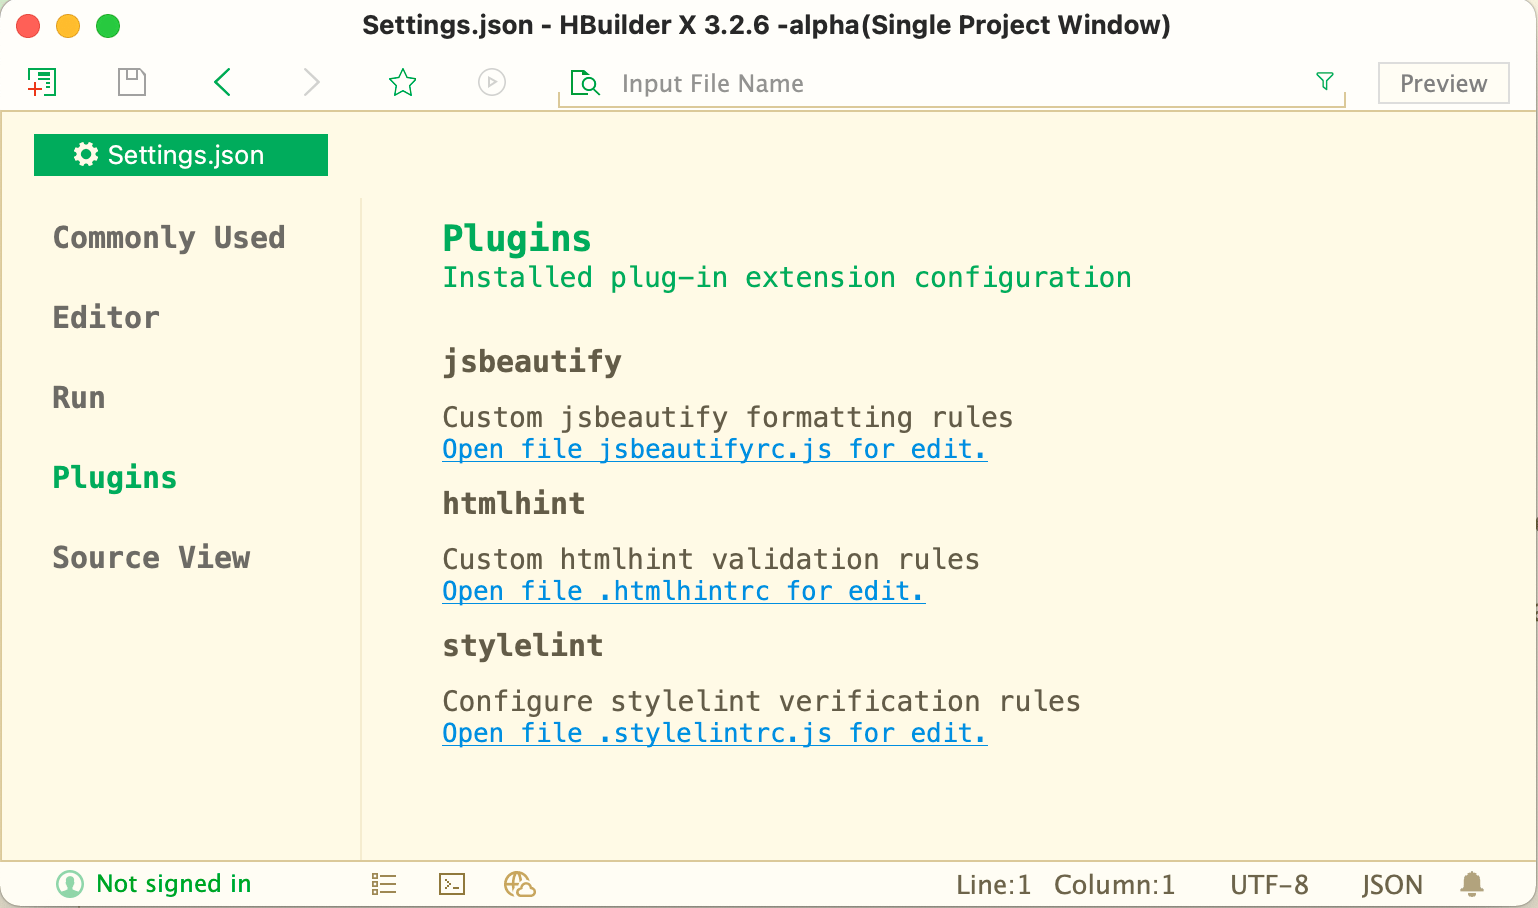 Settings.json - HBuilder X 3.2.6 -alpha(Single Project Window)
Input File Name
Preview
Settings.json
Commonly Used
Editor
Run
Plugins
Source View
Plugins
Installed plug-in extension configuration
jsbeautify
Custom jsbeautify formatting rules
Open file jsbeautifyrc.js for edit.
htmlhint
Custom htmlhint validation rules
Open file .htmlhintrc for edit.
stylelint
Configure stylelint verification rules
Open file .stylelintrc.js for edit.
Not signed in
Line:1 Column:1 UTF-8 JSON